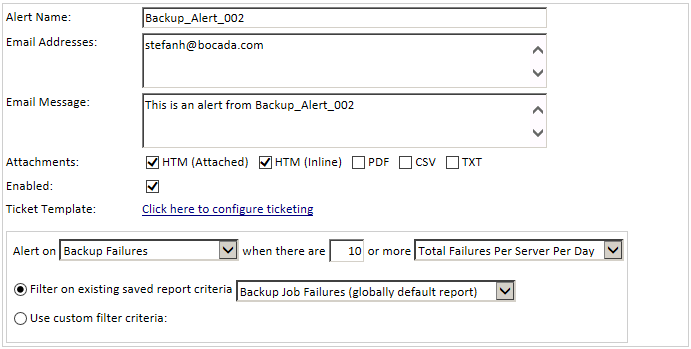 Alert Name: Backup_Alert_002
Email Addresses: stefanh@bocada.com
Email Message: This is an alert from Backup_Alert_002
Attachments: HTM (Attached) HTM (Inline) PDF CSV TXT
Enabled:
Ticket Template: Click here to configure ticketing
Alert on Backup Failures when there are 10 or more Total Failures Per Server Per Day
Filter on existing saved report criteria Backup Job Failures (globally default report)
Use custom filter criteria: